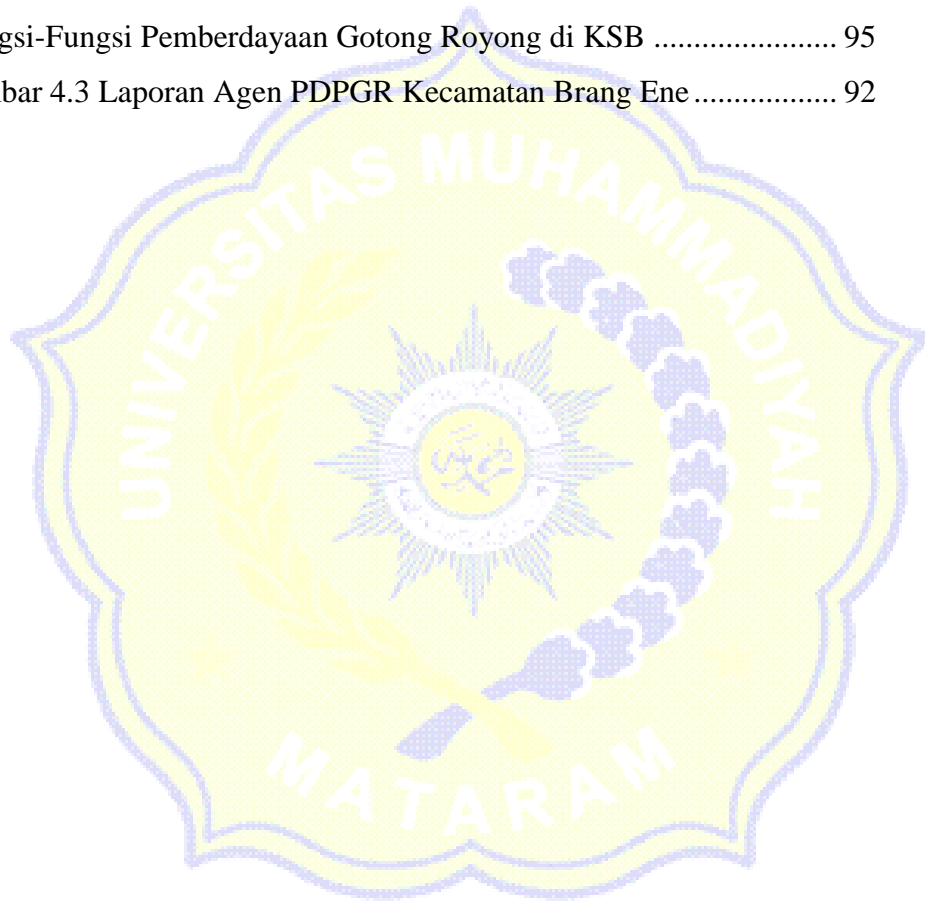 gsi-Fungsi Pemberdayaan Gotong Royong di KSB ...................... 95
bar 4.3 Laporan Agen PDPGR Kecamatan Brang Ene ................. 92
UNIVERSITAS MUHAMMADIYAH
MATARAM